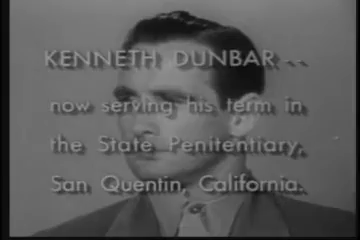 KENNETH DUNBAR --
now serving his term in
the State Penitentiary,
San Quentin, California.